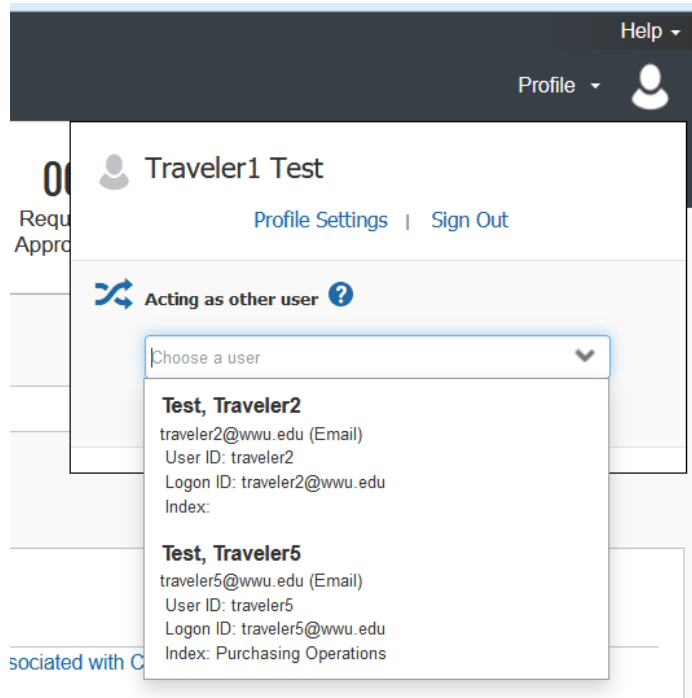 Help
Profile
Traveler1 Test
Profile Settings | Sign Out
Acting as other user ?
Choose a user
Test, Traveler2
traveler2@wwu.edu (Email)
User ID: traveler2
Logon ID: traveler2@wwu.edu
Index:
Test, Traveler5
traveler5@wwu.edu (Email)
User ID: traveler5
Logon ID: traveler5@wwu.edu
Index: Purchasing Operations
with